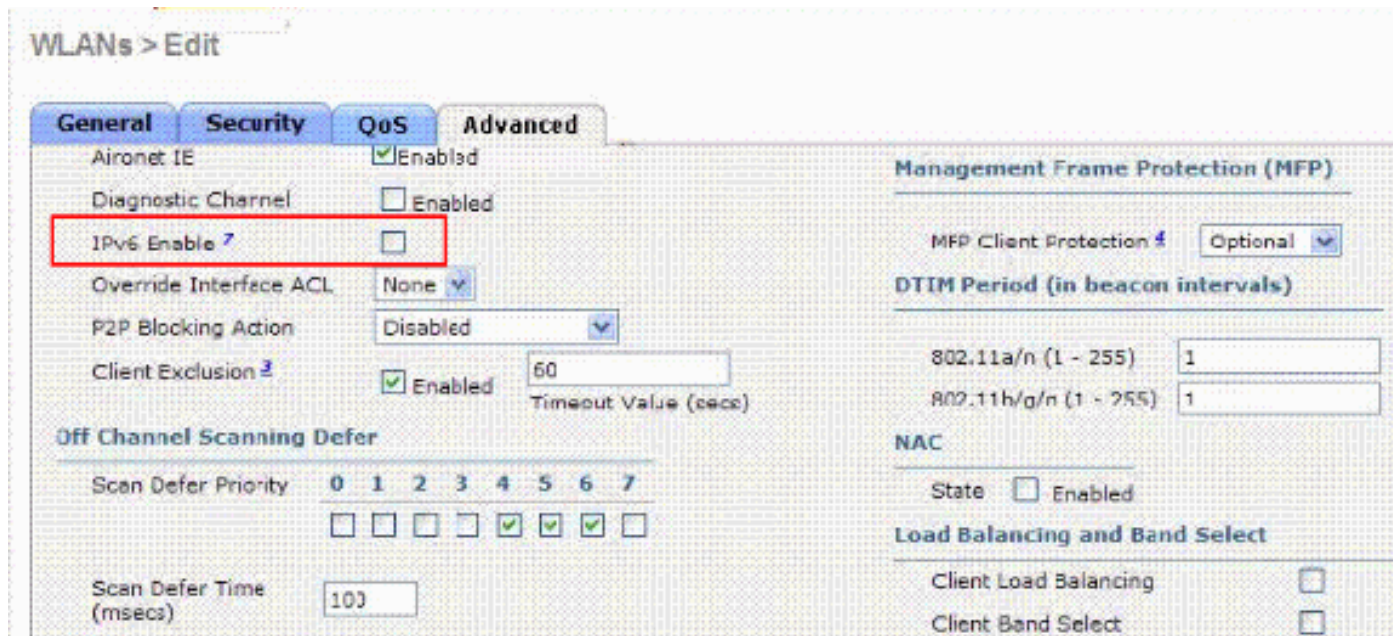 WLANs > Edit
General Security QoS Advanced
Aironet IE Enabled
Diagnostic Channel Enabled
IPv6 Enable 7
Override Interface ACL None
P2P Blocking Action Disabled
Client Exclusion 3 Enabled 60
Timeout Value (secs)
Off Channel Scanning Defer
Scan Defer Priority 0 1 2 3 4 5 6 7
Scan Defer Time
(msecs) 100
Management Frame Protection (MFP)
MFP Client Protection 4 Optional
DTIM Period (in beacon intervals)
802.11a/n (1 - 255) 1
802.11b/g/n (1 - 255) 1
NAC
State Enabled
Load Balancing and Band Select
Client Load Balancing
Client Band Select